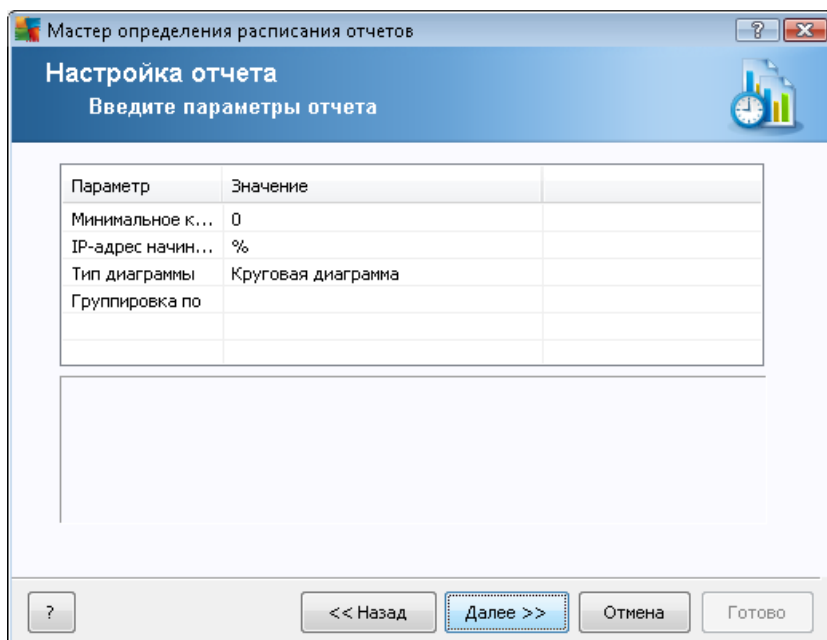 Мастер определения расписания отчетов
?
Настройка отчета
Введите параметры отчета
Параметр Значение
Минимальное к... 0
IP-адрес начин... %
Тип диаграммы Круговая диаграмма
Группировка по
? << Назад Далее >> Отмена Готово